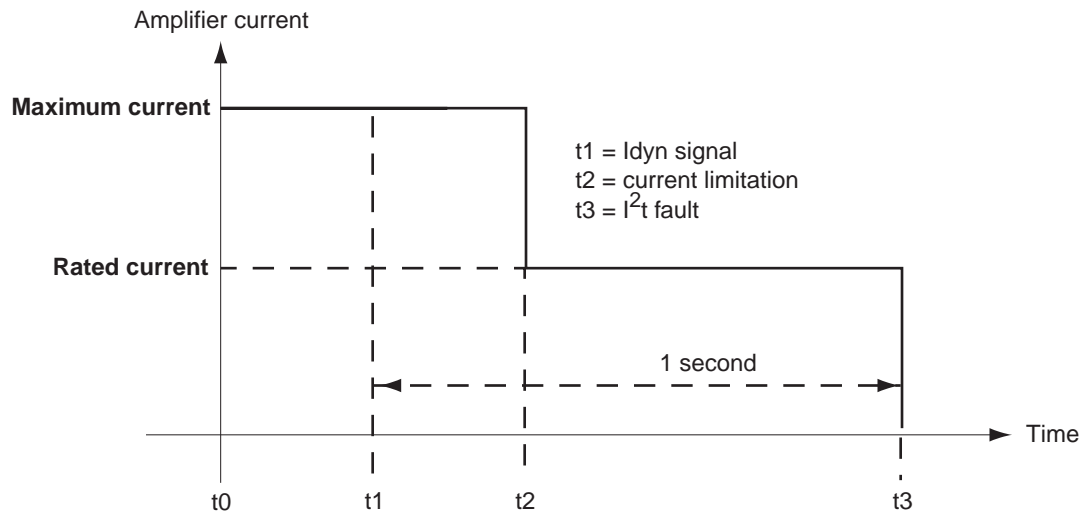 Amplifier current
Maximum current
t1 = Idyn signal
t2 = current limitation
t3 = I²t fault
Rated current
1 second
Time
t0 t1 t2 t3